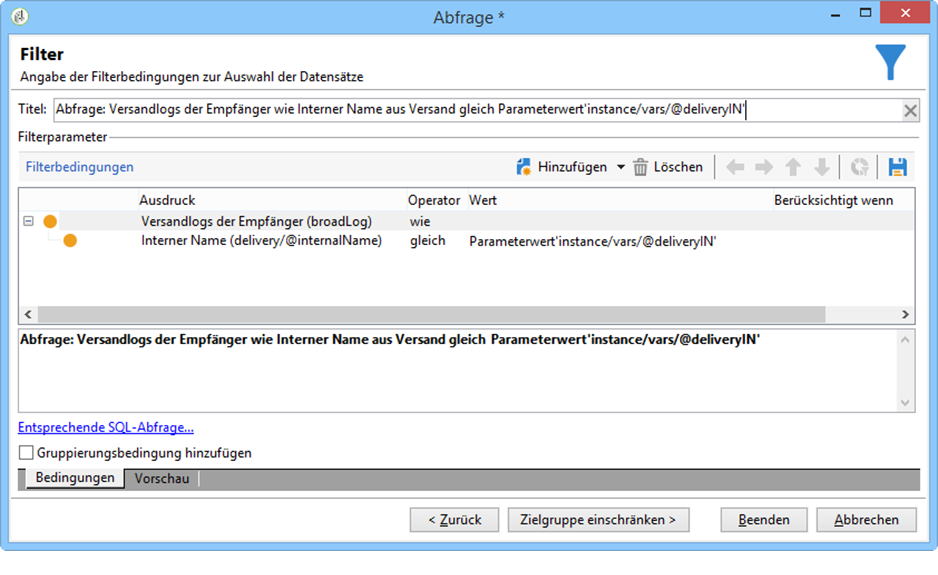 Abfrage *
Filter
Angabe der Filterbedingungen zur Auswahl der Datensätze
Titel: Abfrage: Versandlogs der Empfänger wie Interner Name aus Versand gleich Parameterwert'instance/vars/@deliveryIN'
Filterparameter
Filterbedingungen Hinzufügen Löschen
Ausdruck Operator Wert Berücksichtigt wenn
Versandlogs der Empfänger (broadLog) wie
Interner Name (delivery/@internalName) gleich Parameterwert'instance/vars/@deliveryIN'
Abfrage: Versandlogs der Empfänger wie Interner Name aus Versand gleich Parameterwert'instance/vars/@deliveryIN'
Entsprechende SQL-Abfrage...
Gruppierungsbedingung hinzufügen
Bedingungen Vorschau
< Zurück Zielgruppe einschränken > Beenden Abbrechen